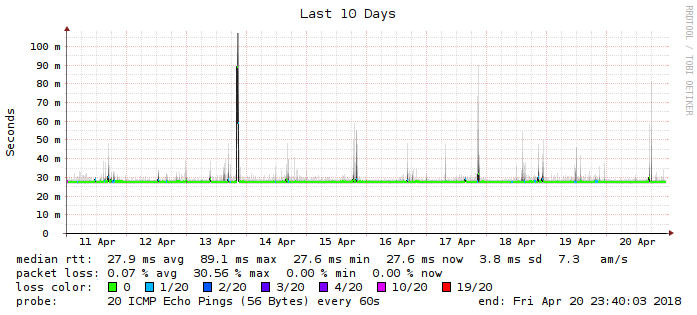 Last 10 Days
RRDTOOL / TOBI OETIKER
Seconds
100 m
90 m
80 m
70 m
60 m
50 m
40 m
30 m
20 m
10 m
0
11 Apr 12 Apr 13 Apr 14 Apr 15 Apr 16 Apr 17 Apr 18 Apr 19 Apr 20 Apr
median rtt: 27.9 ms avg 89.1 ms max 27.6 ms min 27.6 ms now 3.8 ms sd 7.3 am/s
packet loss: 0.07 % avg 30.56 % max 0.00 % min 0.00 % now
loss color: 0 1/20 2/20 3/20 4/20 10/20 19/20
probe: 20 ICMP Echo Pings (56 Bytes) every 60s end: Fri Apr 20 23:40:03 2018